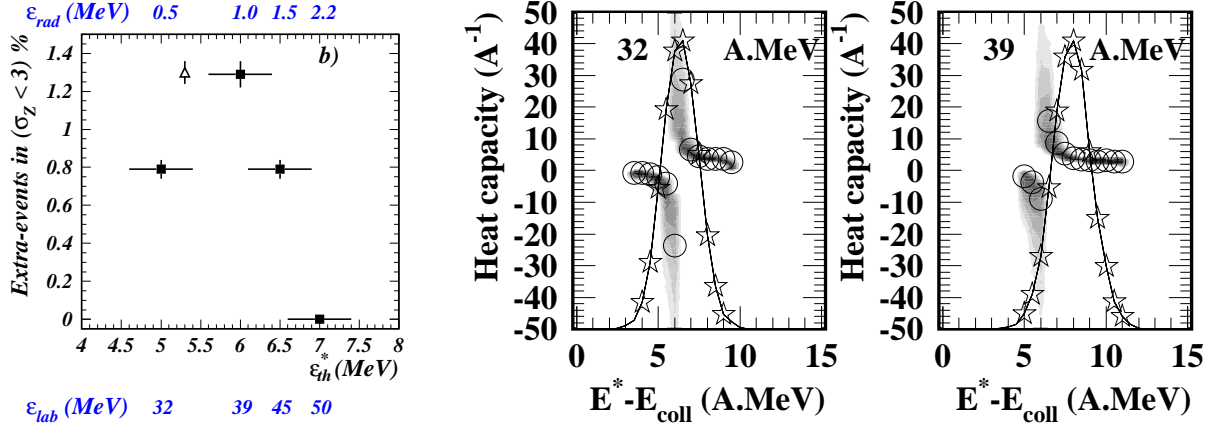 ε_rad (MeV) 0.5 1.0 1.5 2.2
b)
Extra-events in (σ_Z < 3) %
1.4
1.2
1
0.8
0.6
0.4
0.2
0
4 4.5 5 5.5 6 6.5 7 7.5 8
ε*_th (MeV)
ε_lab (MeV) 32 39 45 50
Heat capacity (A^-1)
32 A.MeV
50
40
30
20
10
0
-10
-20
-30
-40
-50
0 5 10 15
E*-E_coll (A.MeV)
Heat capacity (A^-1)
39 A.MeV
50
40
30
20
10
0
-10
-20
-30
-40
-50
0 5 10 15
E*-E_coll (A.MeV)